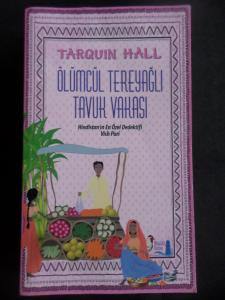 TARQUIN HALL
ÖLÜMCÜL TEREYAĞLI
TAVUK VAKASI
Hindistan'ın En Özel Dedektifi
Vish Puri